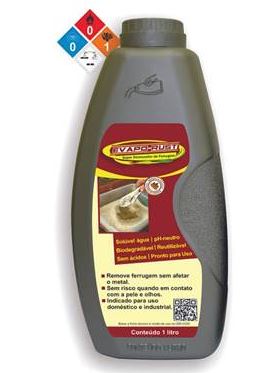 0
0
1
EVAPO-RUST
Super Removedor de Ferrugem
Solúvel água | pH-neutro
Biodegradável | Reutilizável
Sem ácidos | Pronto para Uso
• Remove ferrugem sem afetar
o metal.
• Sem risco quando em contato
com a pele e olhos.
• Indicado para uso
doméstico e industrial.
Conteúdo 1 litro